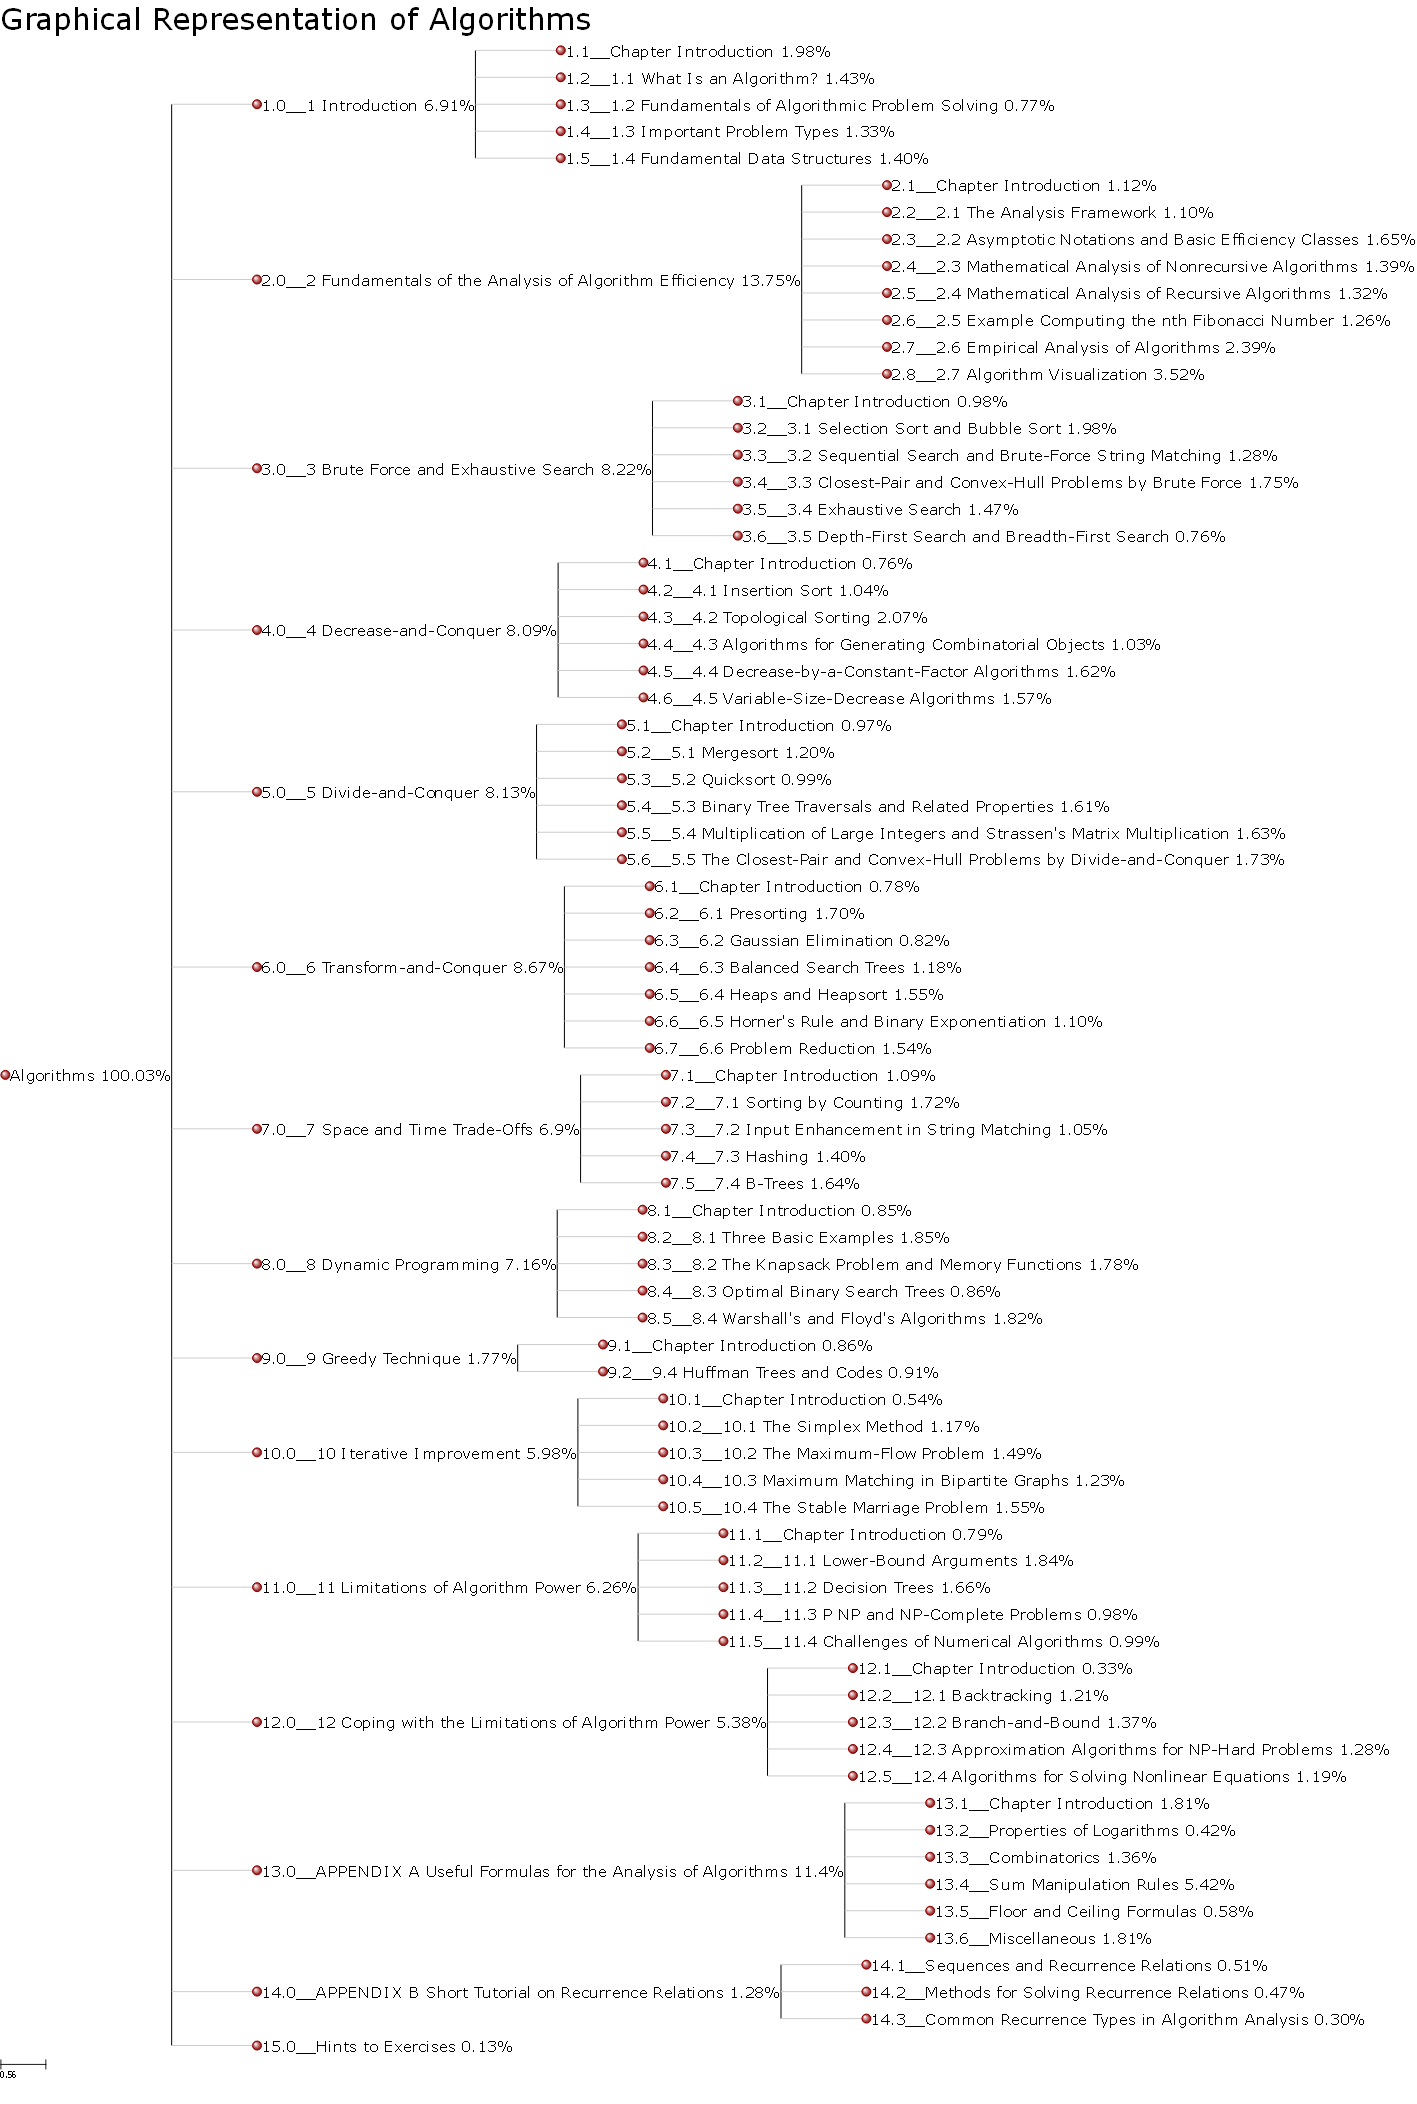 Graphical Representation of Algorithms
1.1__Chapter Introduction 1.98%
1.2__1.1 What Is an Algorithm? 1.43%
1.0__1 Introduction 6.91%
1.3__1.2 Fundamentals of Algorithmic Problem Solving 0.77%
1.4__1.3 Important Problem Types 1.33%
1.5__1.4 Fundamental Data Structures 1.40%
2.1__Chapter Introduction 1.12%
2.2__2.1 The Analysis Framework 1.10%
2.3__2.2 Asymptotic Notations and Basic Efficiency Classes 1.65%
2.4__2.3 Mathematical Analysis of Nonrecursive Algorithms 1.39%
2.0__2 Fundamentals of the Analysis of Algorithm Efficiency 13.75%
2.5__2.4 Mathematical Analysis of Recursive Algorithms 1.32%
2.6__2.5 Example Computing the nth Fibonacci Number 1.26%
2.7__2.6 Empirical Analysis of Algorithms 2.39%
2.8__2.7 Algorithm Visualization 3.52%
3.1__Chapter Introduction 0.98%
3.2__3.1 Selection Sort and Bubble Sort 1.98%
3.3__3.2 Sequential Search and Brute-Force String Matching 1.28%
3.0__3 Brute Force and Exhaustive Search 8.22%
3.4__3.3 Closest-Pair and Convex-Hull Problems by Brute Force 1.75%
3.5__3.4 Exhaustive Search 1.47%
3.6__3.5 Depth-First Search and Breadth-First Search 0.76%
4.1__Chapter Introduction 0.76%
4.2__4.1 Insertion Sort 1.04%
4.3__4.2 Topological Sorting 2.07%
4.0__4 Decrease-and-Conquer 8.09%
4.4__4.3 Algorithms for Generating Combinatorial Objects 1.03%
4.5__4.4 Decrease-by-a-Constant-Factor Algorithms 1.62%
4.6__4.5 Variable-Size-Decrease Algorithms 1.57%
5.1__Chapter Introduction 0.97%
5.2__5.1 Mergesort 1.20%
5.3__5.2 Quicksort 0.99%
5.0__5 Divide-and-Conquer 8.13%
5.4__5.3 Binary Tree Traversals and Related Properties 1.61%
5.5__5.4 Multiplication of Large Integers and Strassen's Matrix Multiplication 1.63%
5.6__5.5 The Closest-Pair and Convex-Hull Problems by Divide-and-Conquer 1.73%
6.1__Chapter Introduction 0.78%
6.2__6.1 Presorting 1.70%
6.3__6.2 Gaussian Elimination 0.82%
6.0__6 Transform-and-Conquer 8.67%
6.4__6.3 Balanced Search Trees 1.18%
6.5__6.4 Heaps and Heapsort 1.55%
6.6__6.5 Horner's Rule and Binary Exponentiation 1.10%
6.7__6.6 Problem Reduction 1.54%
Algorithms 100.03%
7.1__Chapter Introduction 1.09%
7.2__7.1 Sorting by Counting 1.72%
7.0__7 Space and Time Trade-Offs 6.9%
7.3__7.2 Input Enhancement in String Matching 1.05%
7.4__7.3 Hashing 1.40%
7.5__7.4 B-Trees 1.64%
8.1__Chapter Introduction 0.85%
8.2__8.1 Three Basic Examples 1.85%
8.0__8 Dynamic Programming 7.16%
8.3__8.2 The Knapsack Problem and Memory Functions 1.78%
8.4__8.3 Optimal Binary Search Trees 0.86%
8.5__8.4 Warshall's and Floyd's Algorithms 1.82%
9.1__Chapter Introduction 0.86%
9.0__9 Greedy Technique 1.77%
9.2__9.4 Huffman Trees and Codes 0.91%
10.1__Chapter Introduction 0.54%
10.2__10.1 The Simplex Method 1.17%
10.0__10 Iterative Improvement 5.98%
10.3__10.2 The Maximum-Flow Problem 1.49%
10.4__10.3 Maximum Matching in Bipartite Graphs 1.23%
10.5__10.4 The Stable Marriage Problem 1.55%
11.1__Chapter Introduction 0.79%
11.2__11.1 Lower-Bound Arguments 1.84%
11.0__11 Limitations of Algorithm Power 6.26%
11.3__11.2 Decision Trees 1.66%
11.4__11.3 P NP and NP-Complete Problems 0.98%
11.5__11.4 Challenges of Numerical Algorithms 0.99%
12.1__Chapter Introduction 0.33%
12.2__12.1 Backtracking 1.21%
12.0__12 Coping with the Limitations of Algorithm Power 5.38%
12.3__12.2 Branch-and-Bound 1.37%
12.4__12.3 Approximation Algorithms for NP-Hard Problems 1.28%
12.5__12.4 Algorithms for Solving Nonlinear Equations 1.19%
13.1__Chapter Introduction 1.81%
13.2__Properties of Logarithms 0.42%
13.3__Combinatorics 1.36%
13.0__APPENDIX A Useful Formulas for the Analysis of Algorithms 11.4%
13.4__Sum Manipulation Rules 5.42%
13.5__Floor and Ceiling Formulas 0.58%
13.6__Miscellaneous 1.81%
14.1__Sequences and Recurrence Relations 0.51%
14.0__APPENDIX B Short Tutorial on Recurrence Relations 1.28%
14.2__Methods for Solving Recurrence Relations 0.47%
14.3__Common Recurrence Types in Algorithm Analysis 0.30%
15.0__Hints to Exercises 0.13%
0.56